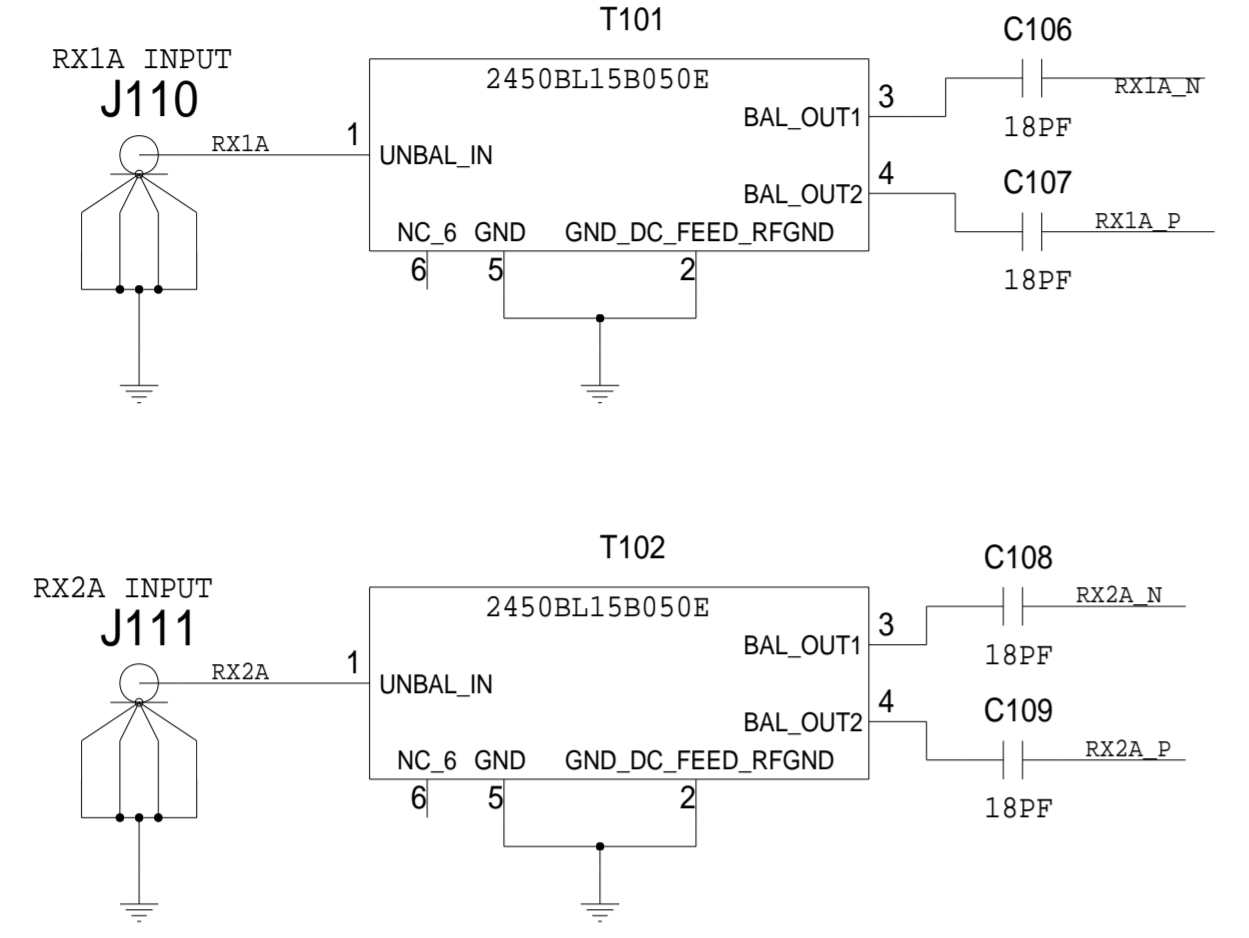 T101
C106
RX1A INPUT
J110
2450BL15B050E
RX1A_N
3
BAL_OUT1
18PF
RX1A
1
UNBAL_IN
4
C107
BAL_OUT2
RX1A_P
NC_6 GND GND_DC_FEED_RFGND
6 5 2
18PF
T102
C108
RX2A INPUT
J111
2450BL15B050E
RX2A_N
3
BAL_OUT1
18PF
RX2A
1
UNBAL_IN
4
C109
BAL_OUT2
RX2A_P
NC_6 GND GND_DC_FEED_RFGND
6 5 2
18PF